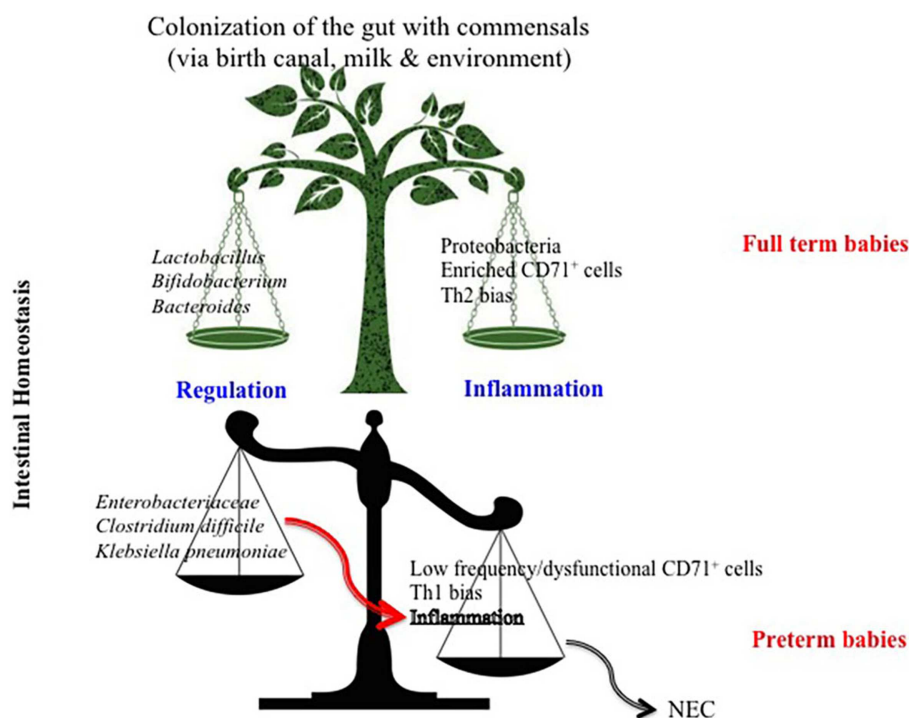 Colonization of the gut with commensals
(via birth canal, milk & environment)
Lactobacillus
Bifidobacterium
Bacteroides
Proteobacteria
Enriched CD71⁺ cells
Th2 bias
Full term babies
Regulation
Inflammation
Intestinal Homeostasis
Enterobacteriaceae
Clostridium difficile
Klebsiella pneumoniae
Low frequency/dysfunctional CD71⁺ cells
Th1 bias
Inflammation
Preterm babies
NEC